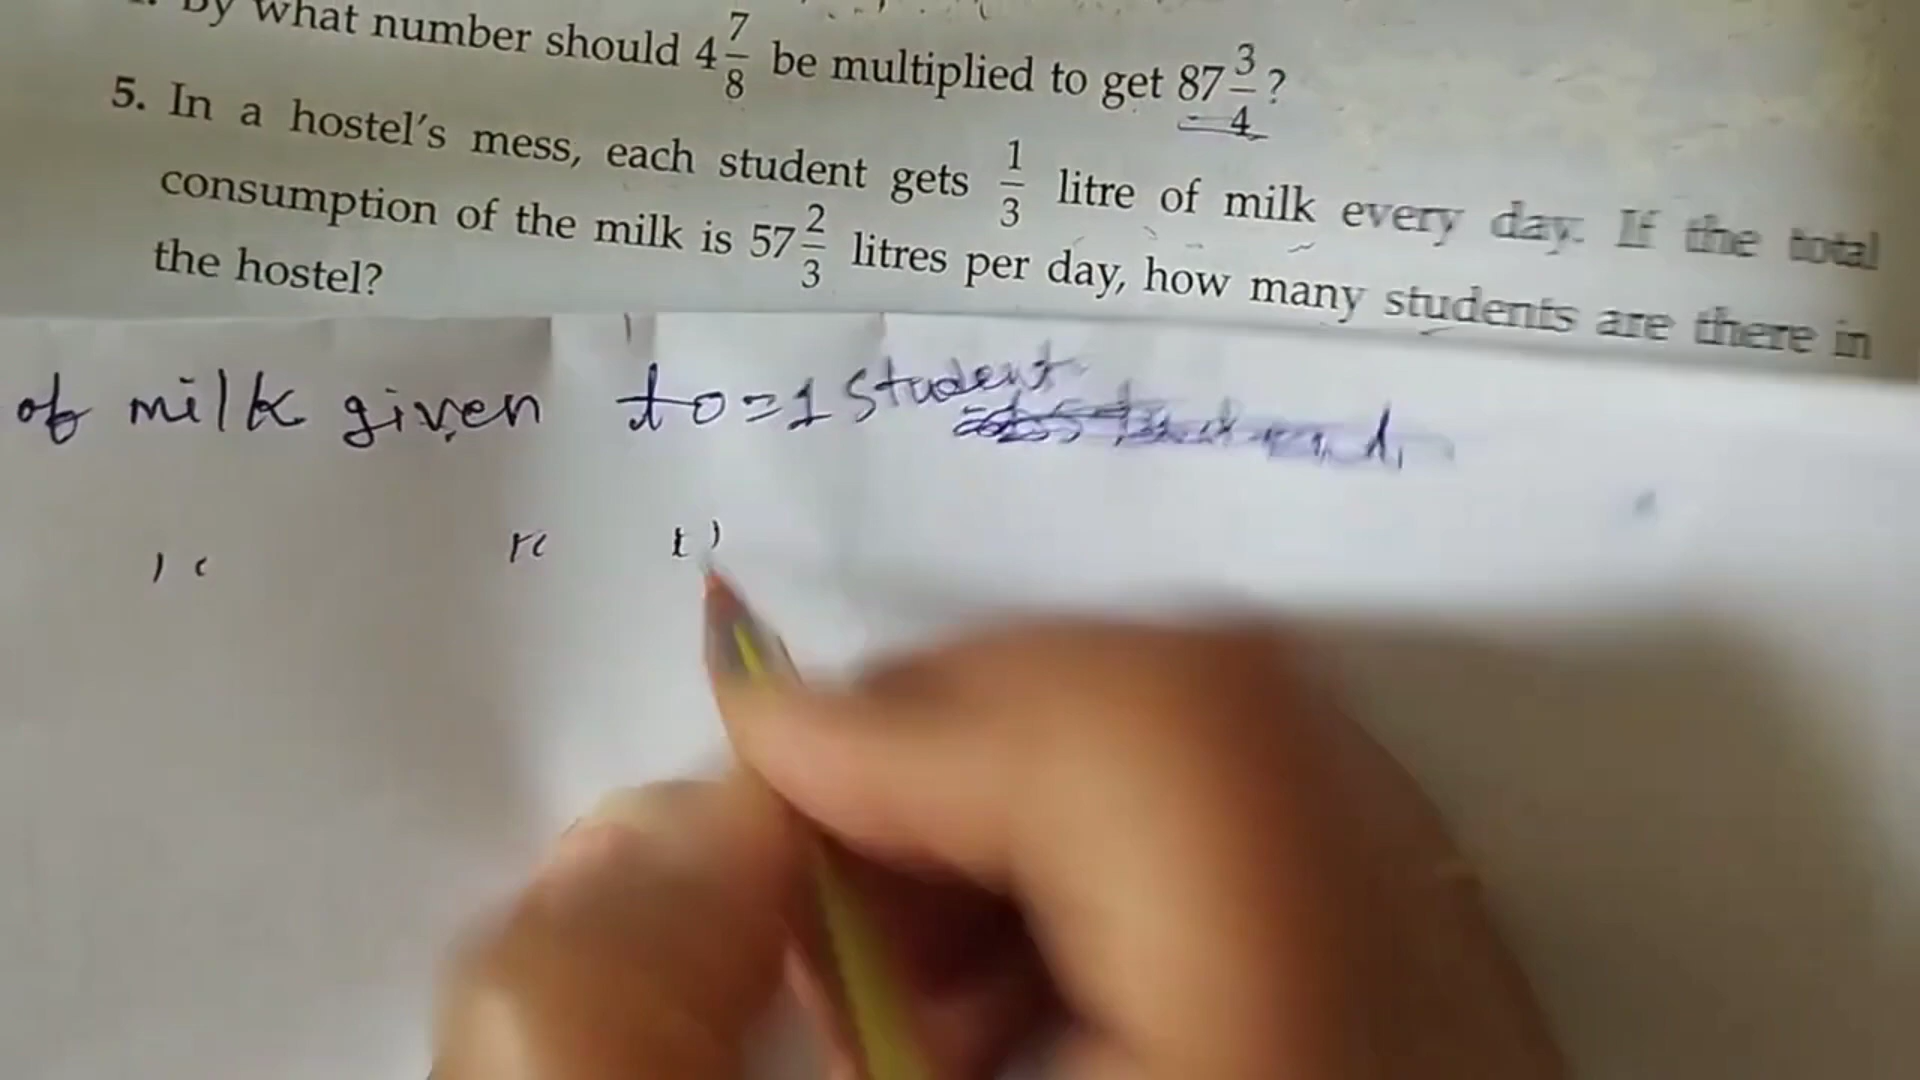 By what number should 4 7/8 be multiplied to get 87 3/4?
5. In a hostel's mess, each student gets 1/3 litre of milk every day. If the total
consumption of the milk is 57 2/3 litres per day, how many students are there in
the hostel?
of milk given to = 1 student